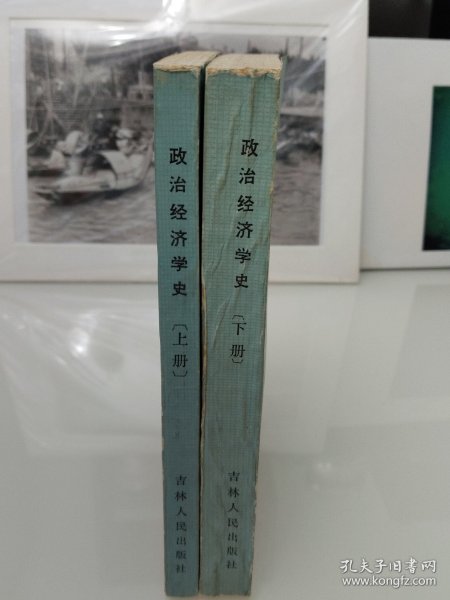 政治经济学史
〔上册〕
吉林人民出版社
政治经济学史
〔下册〕
吉林人民出版社
孔夫子旧书网
www.kongfz.com